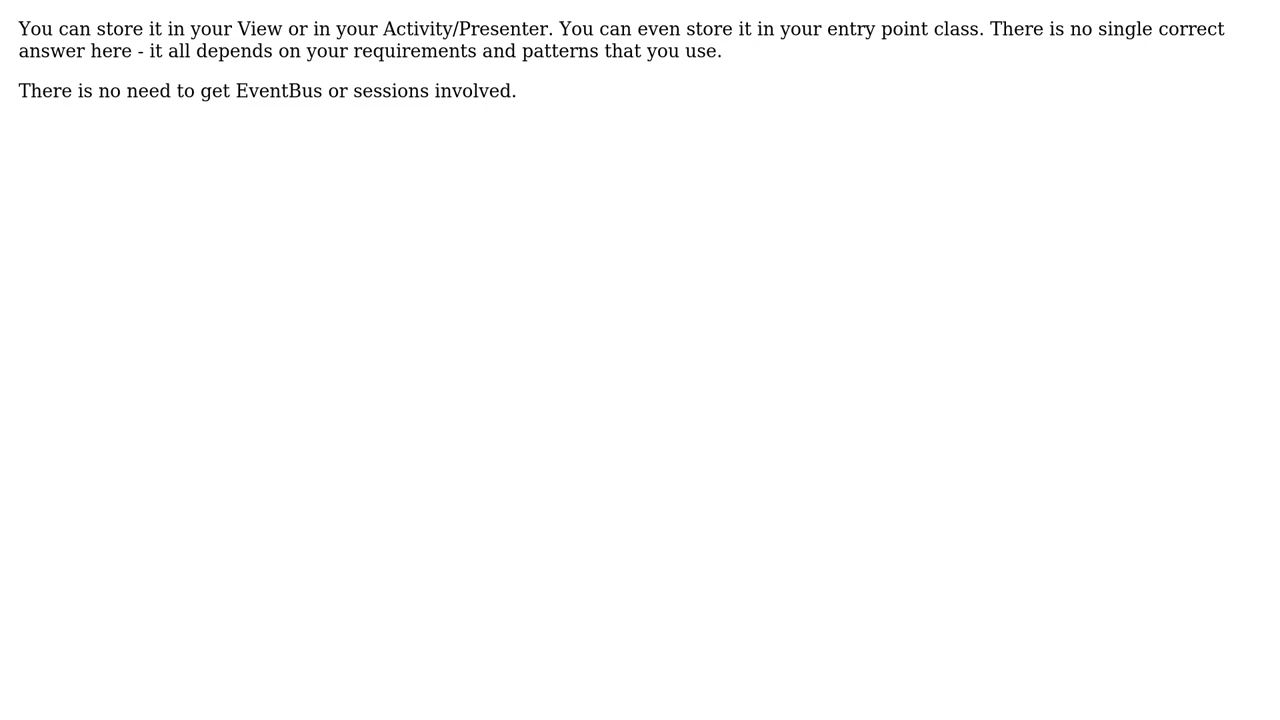 You can store it in your View or in your Activity/Presenter. You can even store it in your entry point class. There is no single correct
answer here - it all depends on your requirements and patterns that you use.
There is no need to get EventBus or sessions involved.